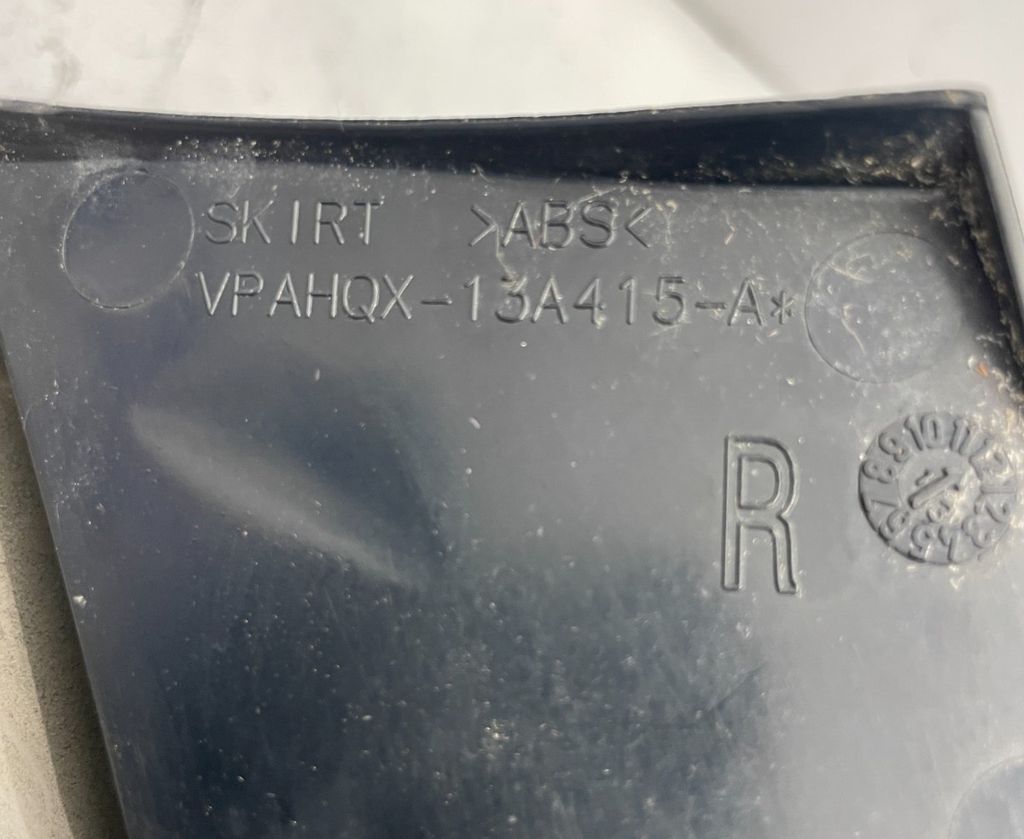 SKIRT >ABS<
VPAHQX-13A415-A*
R